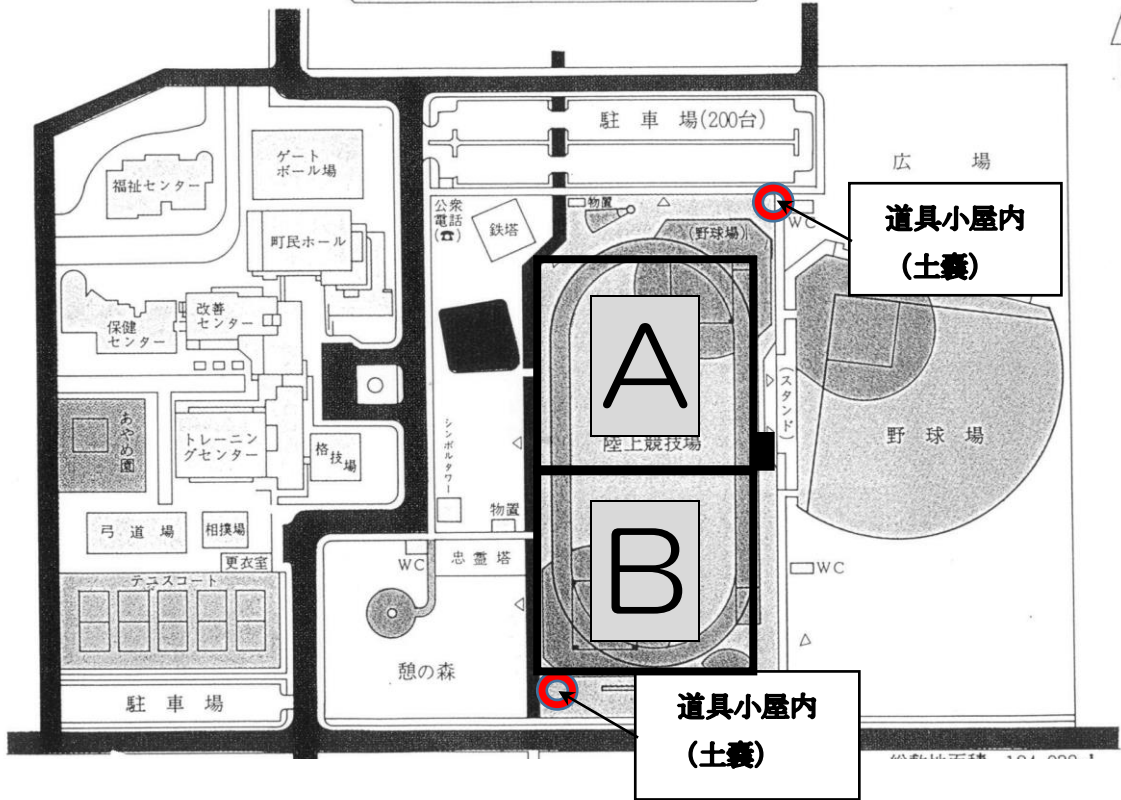 駐車場(200台)
広場
ゲート
ボール場
福祉センター
公衆
電話
(☎)
物置
WC
道具小屋内
(土嚢)
鉄塔
(野球場)
町民ホール
改善
センター
保健
センター
A
(スタンド)
あやめ園
トレーニン
グセンター
格技場
シンボルタワー
陸上競技場
野球場
弓道場
相撲場
物置
B
更衣室
WC
忠霊塔
WC
テニスコート
憩の森
駐車場
道具小屋内
(土嚢)